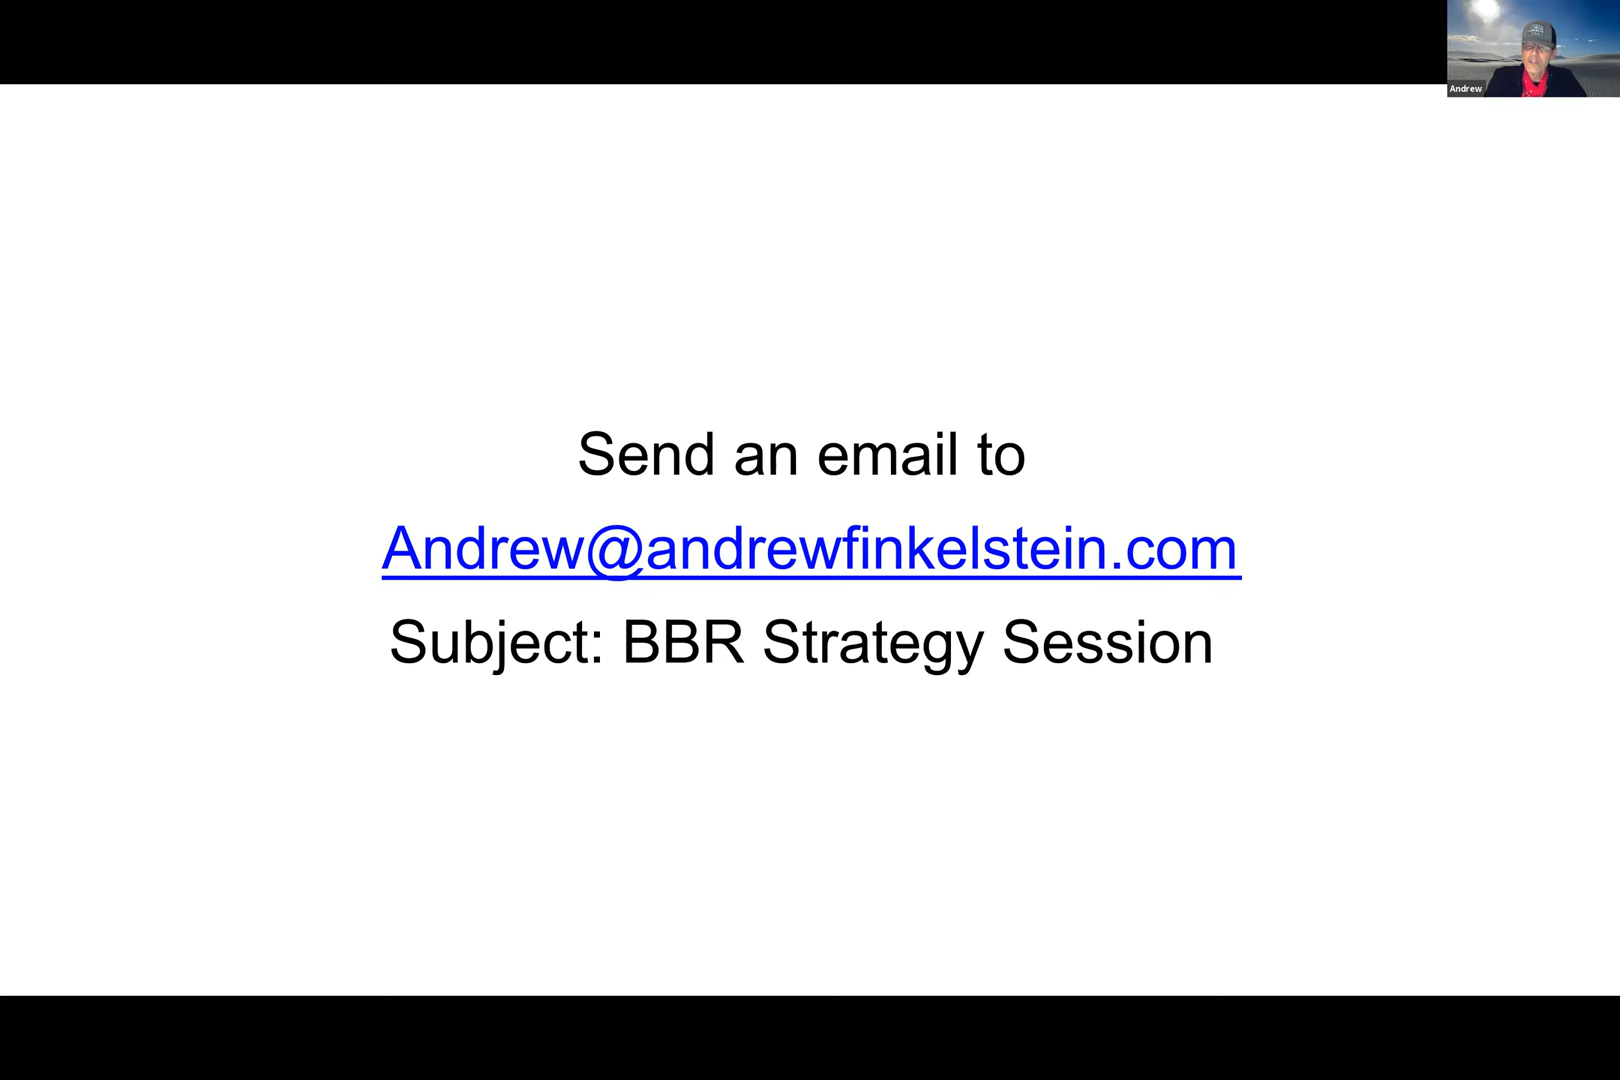 Andrew
Send an email to
Andrew@andrewfinkelstein.com
Subject: BBR Strategy Session